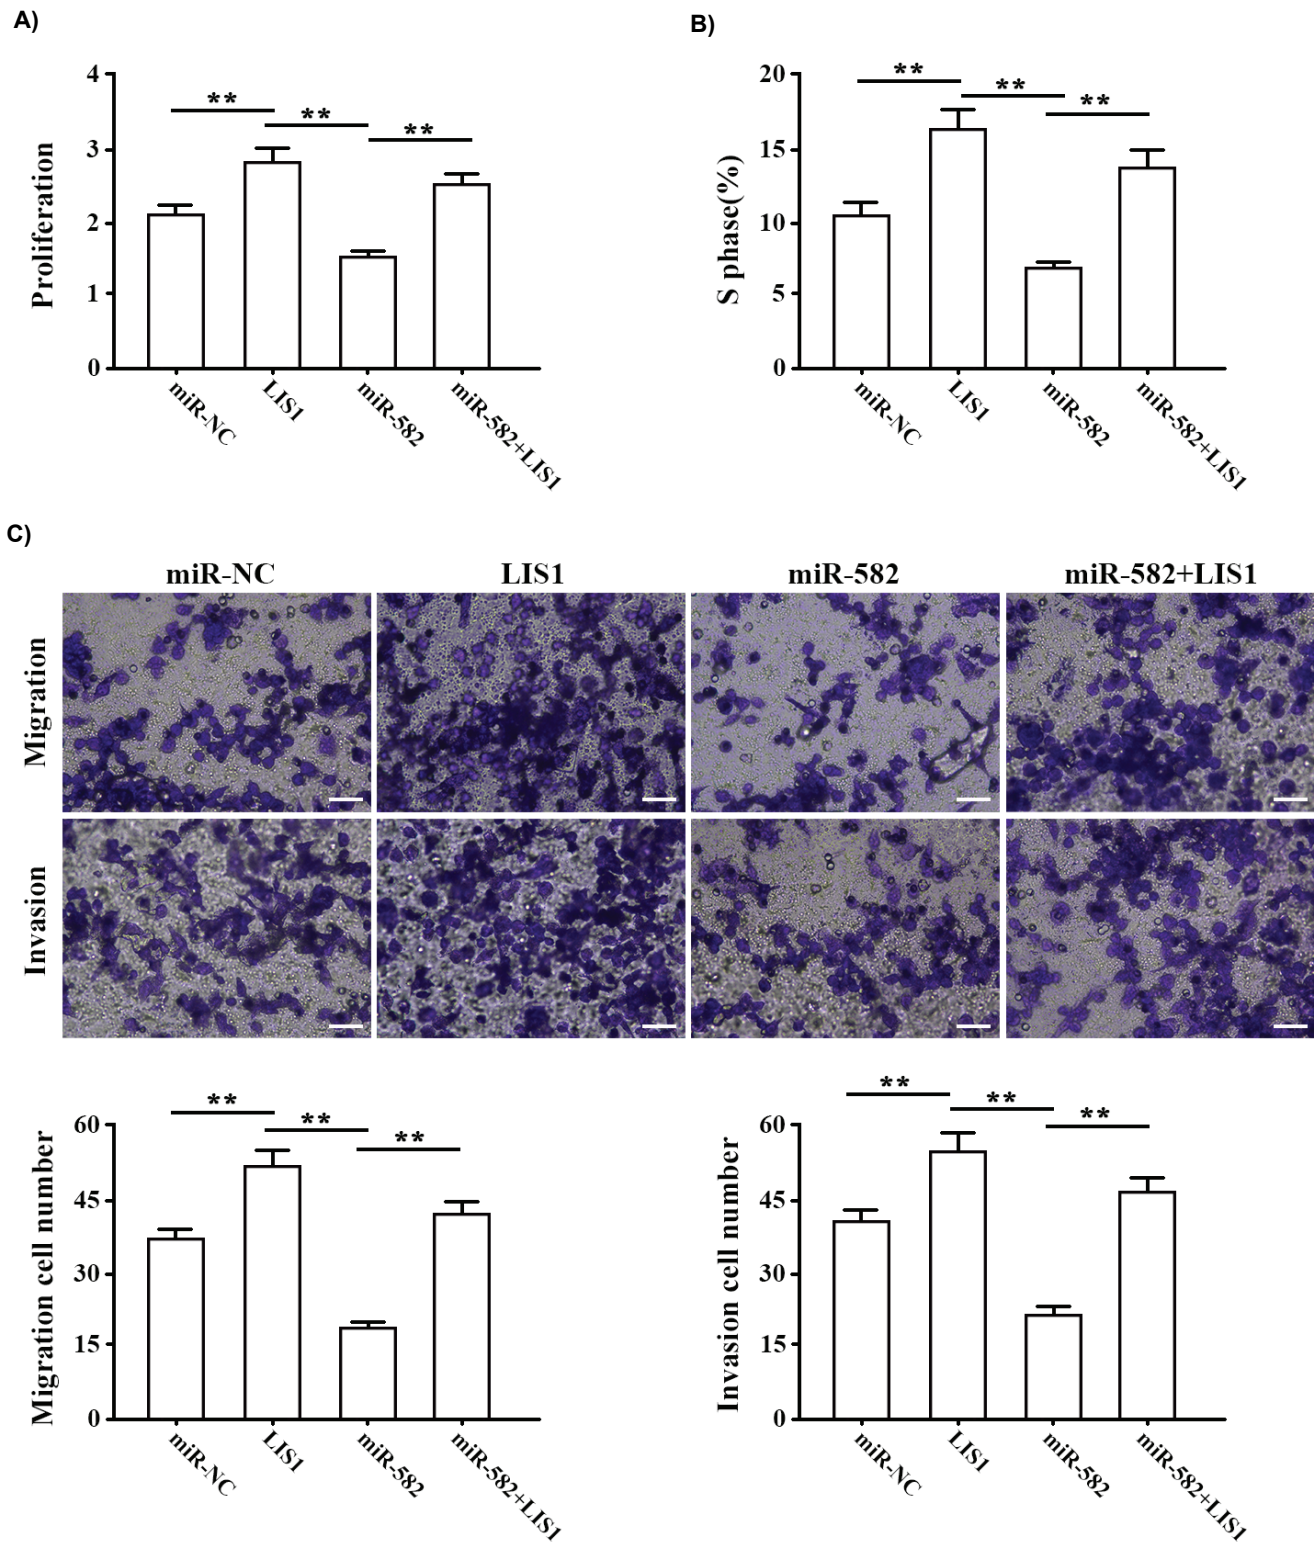 A)
Proliferation
4
3
2
1
0
** ** **
miR-NC LIS1 miR-582 miR-582+LIS1
B)
S phase(%)
20
15
10
5
0
** ** **
miR-NC LIS1 miR-582 miR-582+LIS1
C)
miR-NC LIS1 miR-582 miR-582+LIS1
Migration
Invasion
Migration cell number
60
45
30
15
0
** ** **
miR-NC LIS1 miR-582 miR-582+LIS1
Invasion cell number
60
45
30
15
0
** ** **
miR-NC LIS1 miR-582 miR-582+LIS1